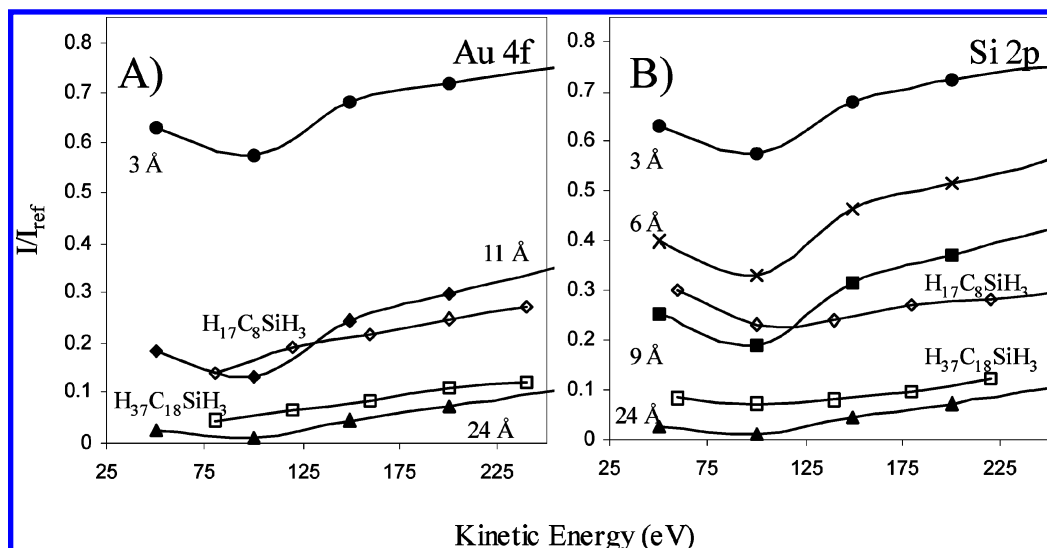 A)
Au 4f
0.8
0.7
0.6
0.5
0.4
0.3
0.2
0.1
0
I/I_ref
3 Å
11 Å
H₁₇C₈SiH₃
H₃₇C₁₈SiH₃
24 Å
25 75 125 175 225
B)
Si 2p
0.8
0.7
0.6
0.5
0.4
0.3
0.2
0.1
0
3 Å
6 Å
H₁₇C₈SiH₃
9 Å
H₃₇C₁₈SiH₃
24 Å
25 75 125 175 225
Kinetic Energy (eV)